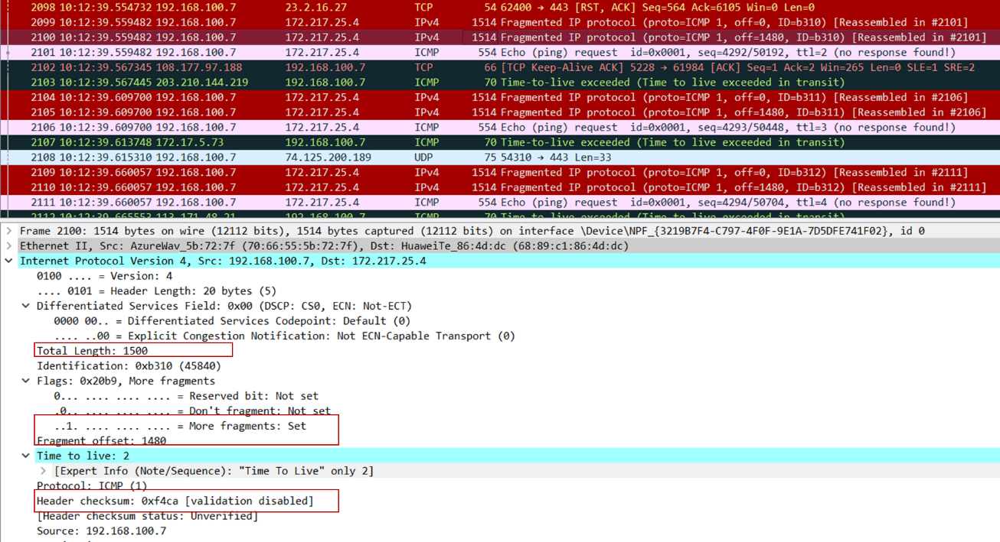 2098 10:12:39.554732 192.168.100.7 23.2.16.27 TCP 54 62400 → 443 [RST, ACK] Seq=564 Ack=6105 Win=0 Len=0
2099 10:12:39.559482 192.168.100.7 172.217.25.4 IPv4 1514 Fragmented IP protocol (proto=ICMP 1, off=0, ID=b310) [Reassembled in #2101]
2100 10:12:39.559482 192.168.100.7 172.217.25.4 IPv4 1514 Fragmented IP protocol (proto=ICMP 1, off=1480, ID=b310) [Reassembled in #2101]
2101 10:12:39.559482 192.168.100.7 172.217.25.4 ICMP 554 Echo (ping) request id=0x0001, seq=4292/50192, ttl=2 (no response found!)
2102 10:12:39.567345 108.177.97.188 192.168.100.7 TCP 66 [TCP Keep-Alive ACK] 5228 → 61984 [ACK] Seq=1 Ack=2 Win=265 Len=0 SLE=1 SRE=2
2103 10:12:39.567445 203.210.144.219 192.168.100.7 ICMP 70 Time-to-live exceeded (Time to live exceeded in transit)
2104 10:12:39.609700 192.168.100.7 172.217.25.4 IPv4 1514 Fragmented IP protocol (proto=ICMP 1, off=0, ID=b311) [Reassembled in #2106]
2105 10:12:39.609700 192.168.100.7 172.217.25.4 IPv4 1514 Fragmented IP protocol (proto=ICMP 1, off=1480, ID=b311) [Reassembled in #2106]
2106 10:12:39.609700 192.168.100.7 172.217.25.4 ICMP 554 Echo (ping) request id=0x0001, seq=4293/50448, ttl=3 (no response found!)
2107 10:12:39.613748 172.17.5.73 192.168.100.7 ICMP 70 Time-to-live exceeded (Time to live exceeded in transit)
2108 10:12:39.615310 192.168.100.7 74.125.200.189 UDP 75 54310 → 443 Len=33
2109 10:12:39.660057 192.168.100.7 172.217.25.4 IPv4 1514 Fragmented IP protocol (proto=ICMP 1, off=0, ID=b312) [Reassembled in #2111]
2110 10:12:39.660057 192.168.100.7 172.217.25.4 IPv4 1514 Fragmented IP protocol (proto=ICMP 1, off=1480, ID=b312) [Reassembled in #2111]
2111 10:12:39.660057 192.168.100.7 172.217.25.4 ICMP 554 Echo (ping) request id=0x0001, seq=4294/50704, ttl=4 (no response found!)
2112 10:12:39.665553 113.171.48.21 192.168.100.7 ICMP 70 Time-to-live exceeded (Time to live exceeded in transit)
Frame 2100: 1514 bytes on wire (12112 bits), 1514 bytes captured (12112 bits) on interface \Device\NPF_{3219B7F4-C797-4F0F-9E1A-7D5DFE741F02}, id 0
Ethernet II, Src: AzureWav_5b:72:7f (70:66:55:5b:72:7f), Dst: HuaweiTe_86:4d:dc (68:89:c1:86:4d:dc)
Internet Protocol Version 4, Src: 192.168.100.7, Dst: 172.217.25.4
0100 .... = Version: 4
.... 0101 = Header Length: 20 bytes (5)
Differentiated Services Field: 0x00 (DSCP: CS0, ECN: Not-ECT)
0000 00.. = Differentiated Services Codepoint: Default (0)
.... ..00 = Explicit Congestion Notification: Not ECN-Capable Transport (0)
Total Length: 1500
Identification: 0xb310 (45840)
Flags: 0x20b9, More fragments
0... .... .... .... = Reserved bit: Not set
.0.. .... .... .... = Don't fragment: Not set
..1. .... .... .... = More fragments: Set
Fragment offset: 1480
Time to live: 2
[Expert Info (Note/Sequence): "Time To Live" only 2]
Protocol: ICMP (1)
Header checksum: 0xf4ca [validation disabled]
[Header checksum status: Unverified]
Source: 192.168.100.7